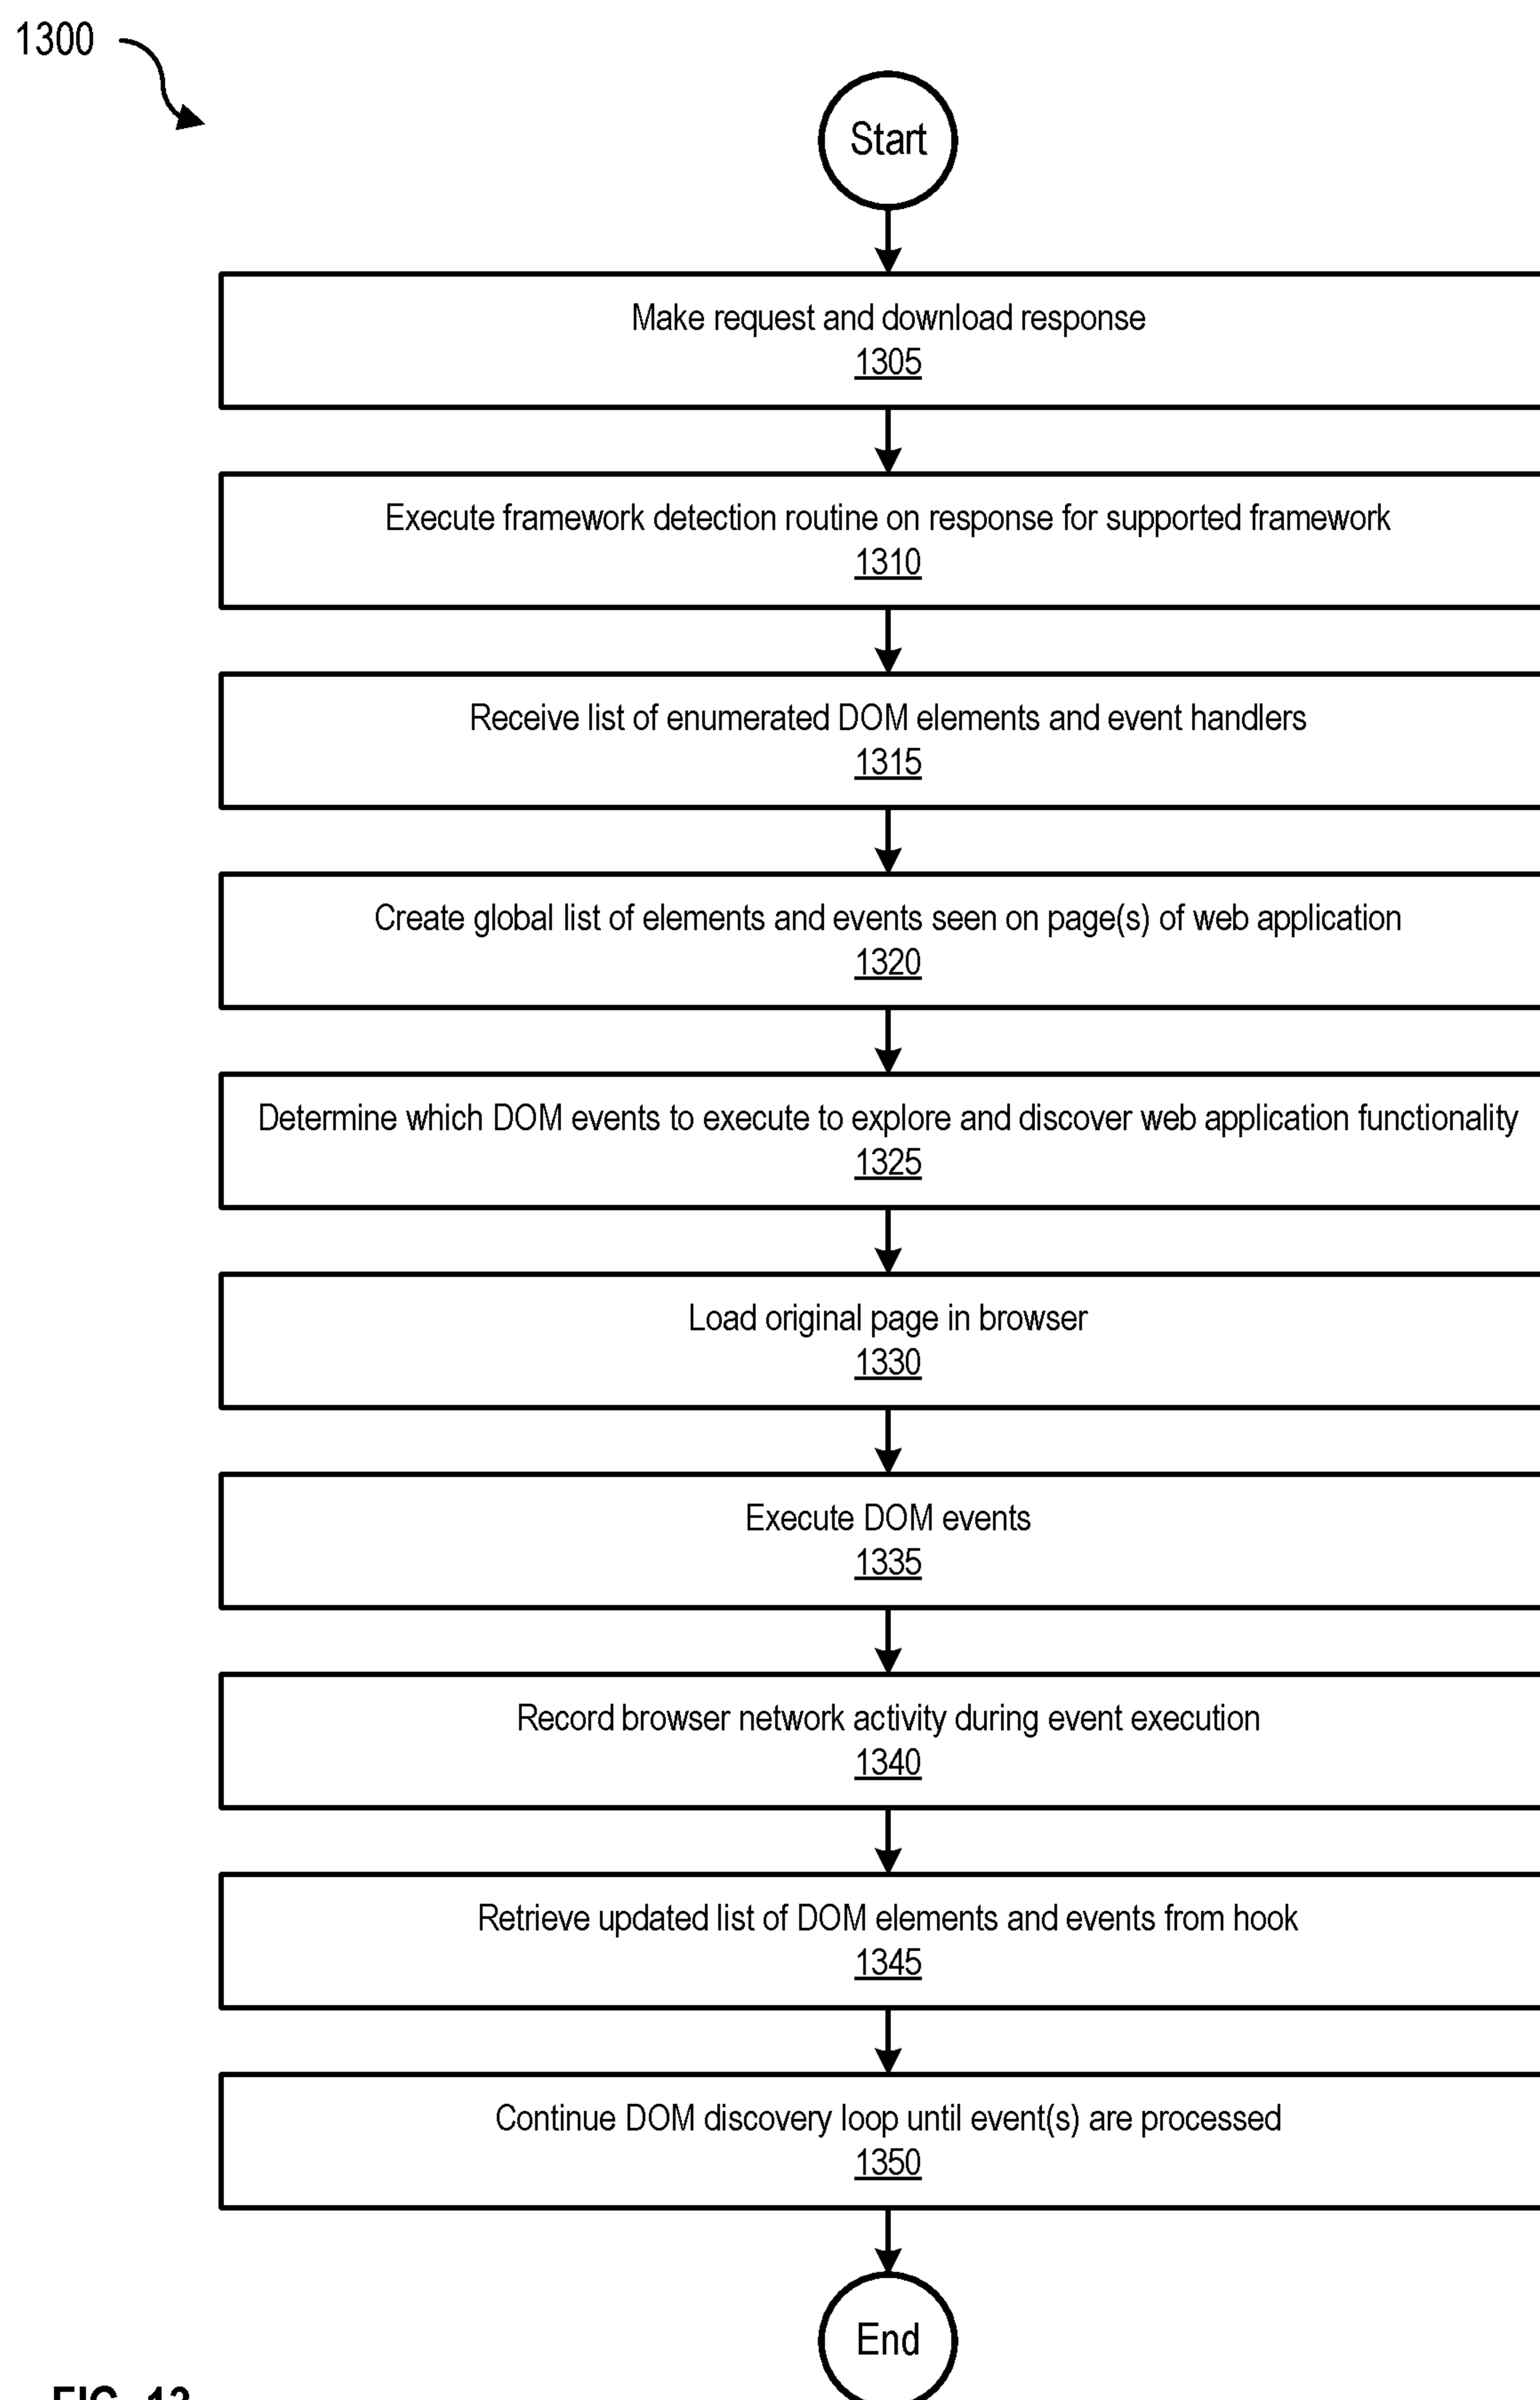 1300
Start
Make request and download response
1305
Execute framework detection routine on response for supported framework
1310
Receive list of enumerated DOM elements and event handlers
1315
Create global list of elements and events seen on page(s) of web application
1320
Determine which DOM events to execute to explore and discover web application functionality
1325
Load original page in browser
1330
Execute DOM events
1335
Record browser network activity during event execution
1340
Retrieve updated list of DOM elements and events from hook
1345
Continue DOM discovery loop until event(s) are processed
1350
End
FIG. 13